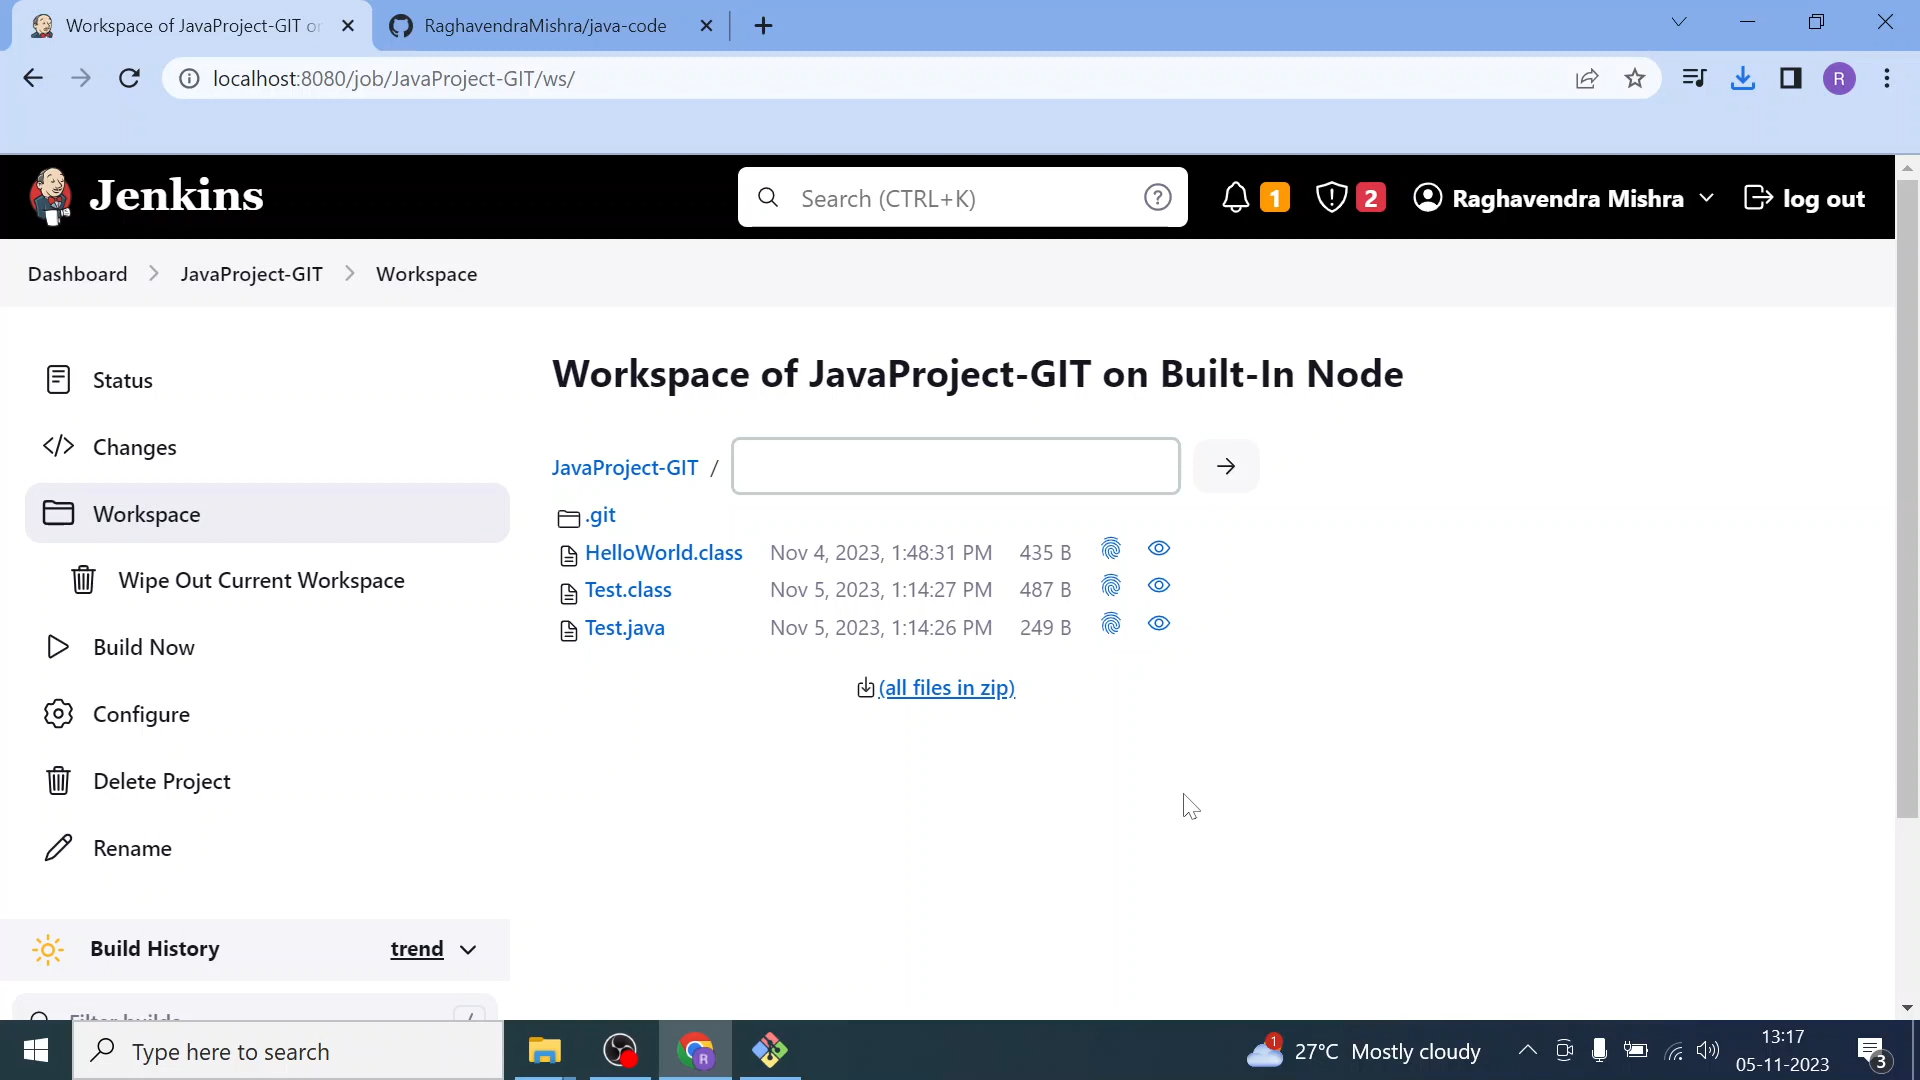 Workspace of JavaProject-GIT or
RaghavendraMishra/java-code
localhost:8080/job/JavaProject-GIT/ws/
R
Jenkins
Search (CTRL+K)
1
2
Raghavendra Mishra
log out
Dashboard
JavaProject-GIT
Workspace
Status
Changes
Workspace
Wipe Out Current Workspace
Build Now
Configure
Delete Project
Rename
Build History
trend
Filter builds...
/
Workspace of JavaProject-GIT on Built-In Node
JavaProject-GIT /
.git
HelloWorld.class Nov 4, 2023, 1:48:31 PM 435 B
Test.class Nov 5, 2023, 1:14:27 PM 487 B
Test.java Nov 5, 2023, 1:14:26 PM 249 B
(all files in zip)
Type here to search
R
1
27°C Mostly cloudy
13:17
05-11-2023
3